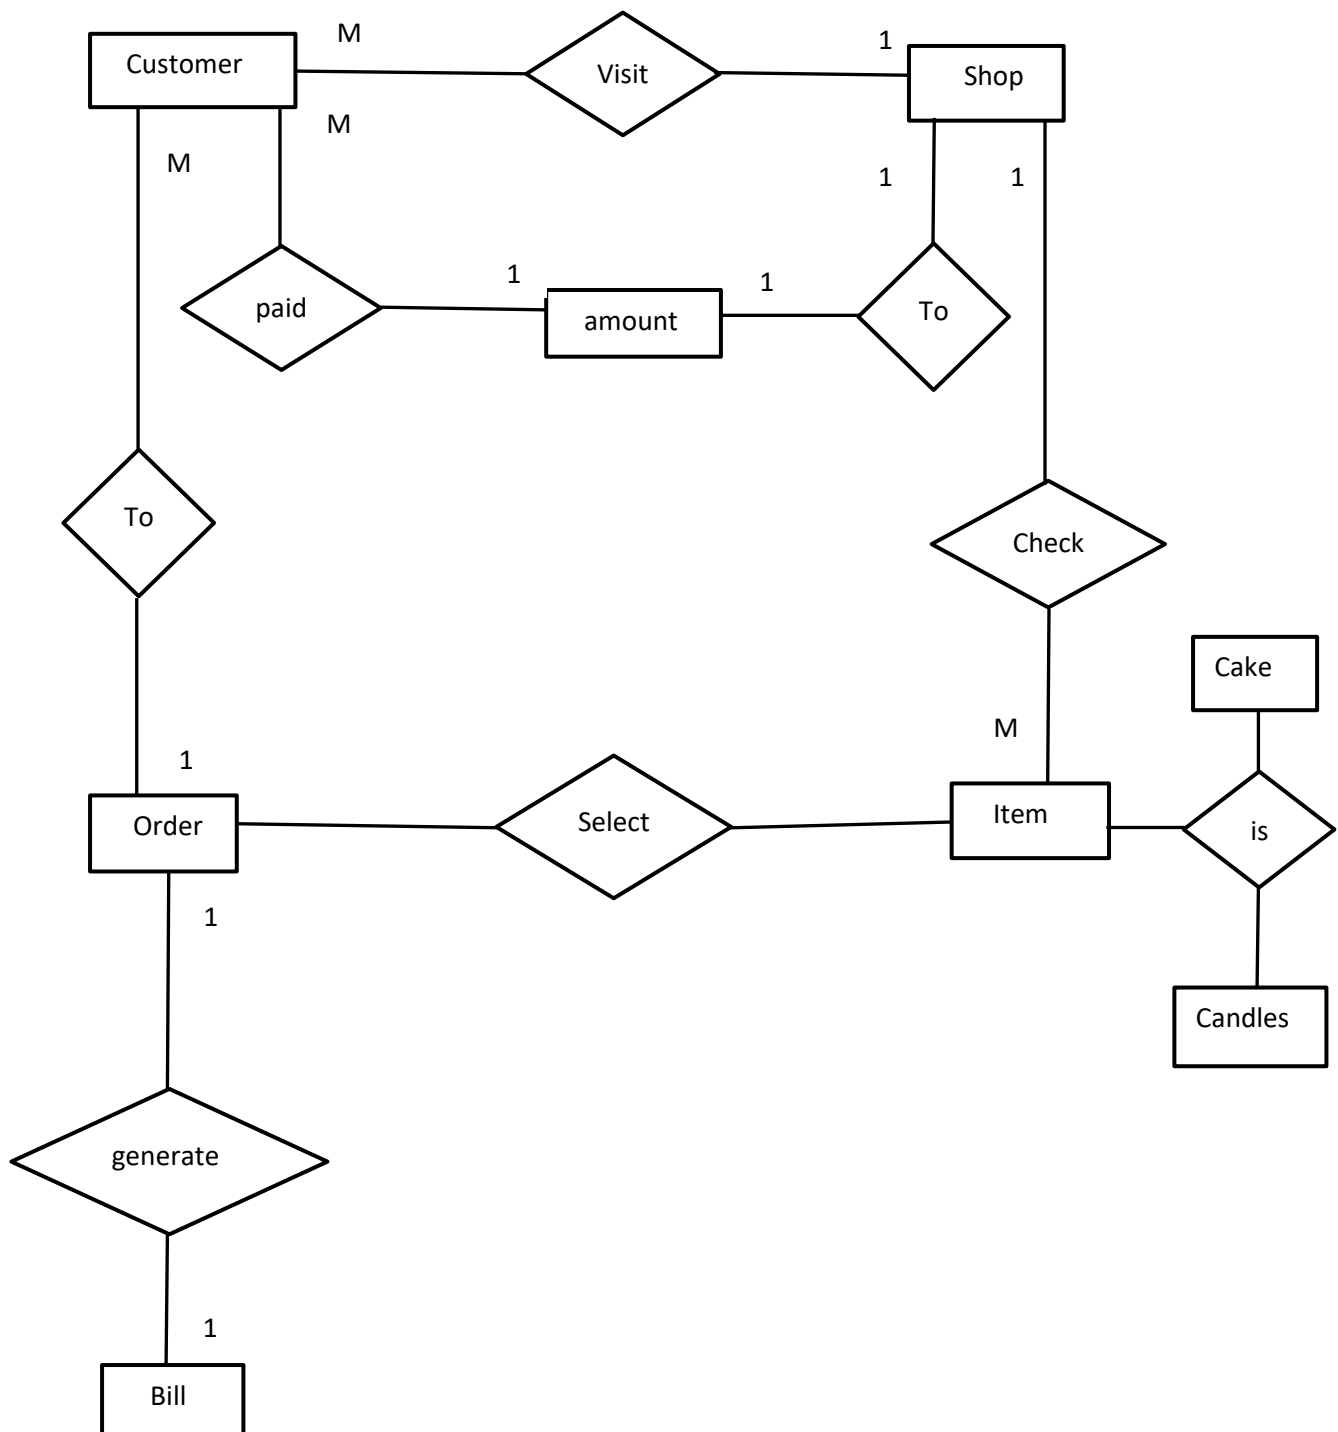 M
1
Customer
Visit
Shop
M
M
1
1
1
1
paid
amount
To
To
Check
Cake
M
1
Order
Select
Item
is
1
Candles
generate
1
Bill